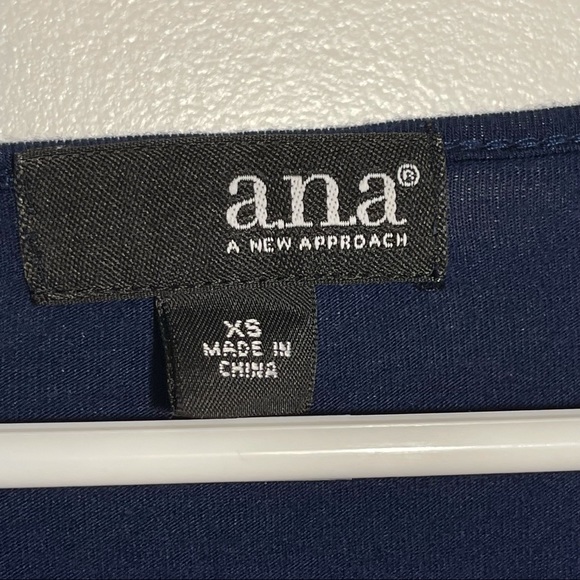 a.n.a®
A NEW APPROACH
XS
MADE IN
CHINA